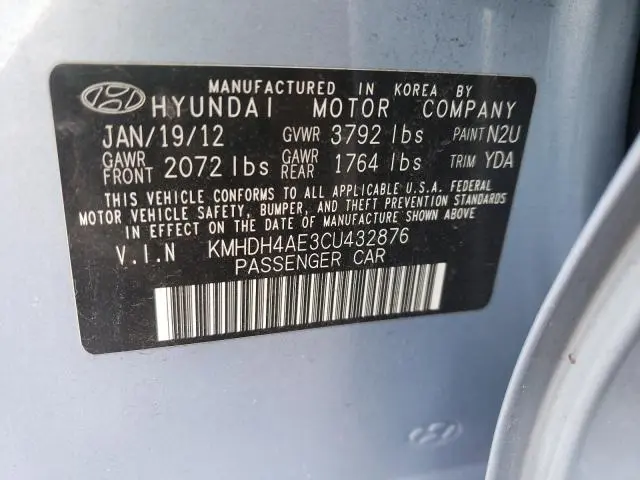 MANUFACTURED IN KOREA BY
HYUNDAI MOTOR COMPANY
JAN/19/12 GVWR 3792 lbs PAINT N2U
GAWR FRONT 2072 lbs GAWR REAR 1764 lbs TRIM YDA
THIS VEHICLE CONFORMS TO ALL APPLICABLE U.S.A. FEDERAL
MOTOR VEHICLE SAFETY, BUMPER, AND THEFT PREVENTION STANDARDS
IN EFFECT ON THE DATE OF MANUFACTURE SHOWN ABOVE.
V.I.N KMHDH4AE3CU432876
PASSENGER CAR